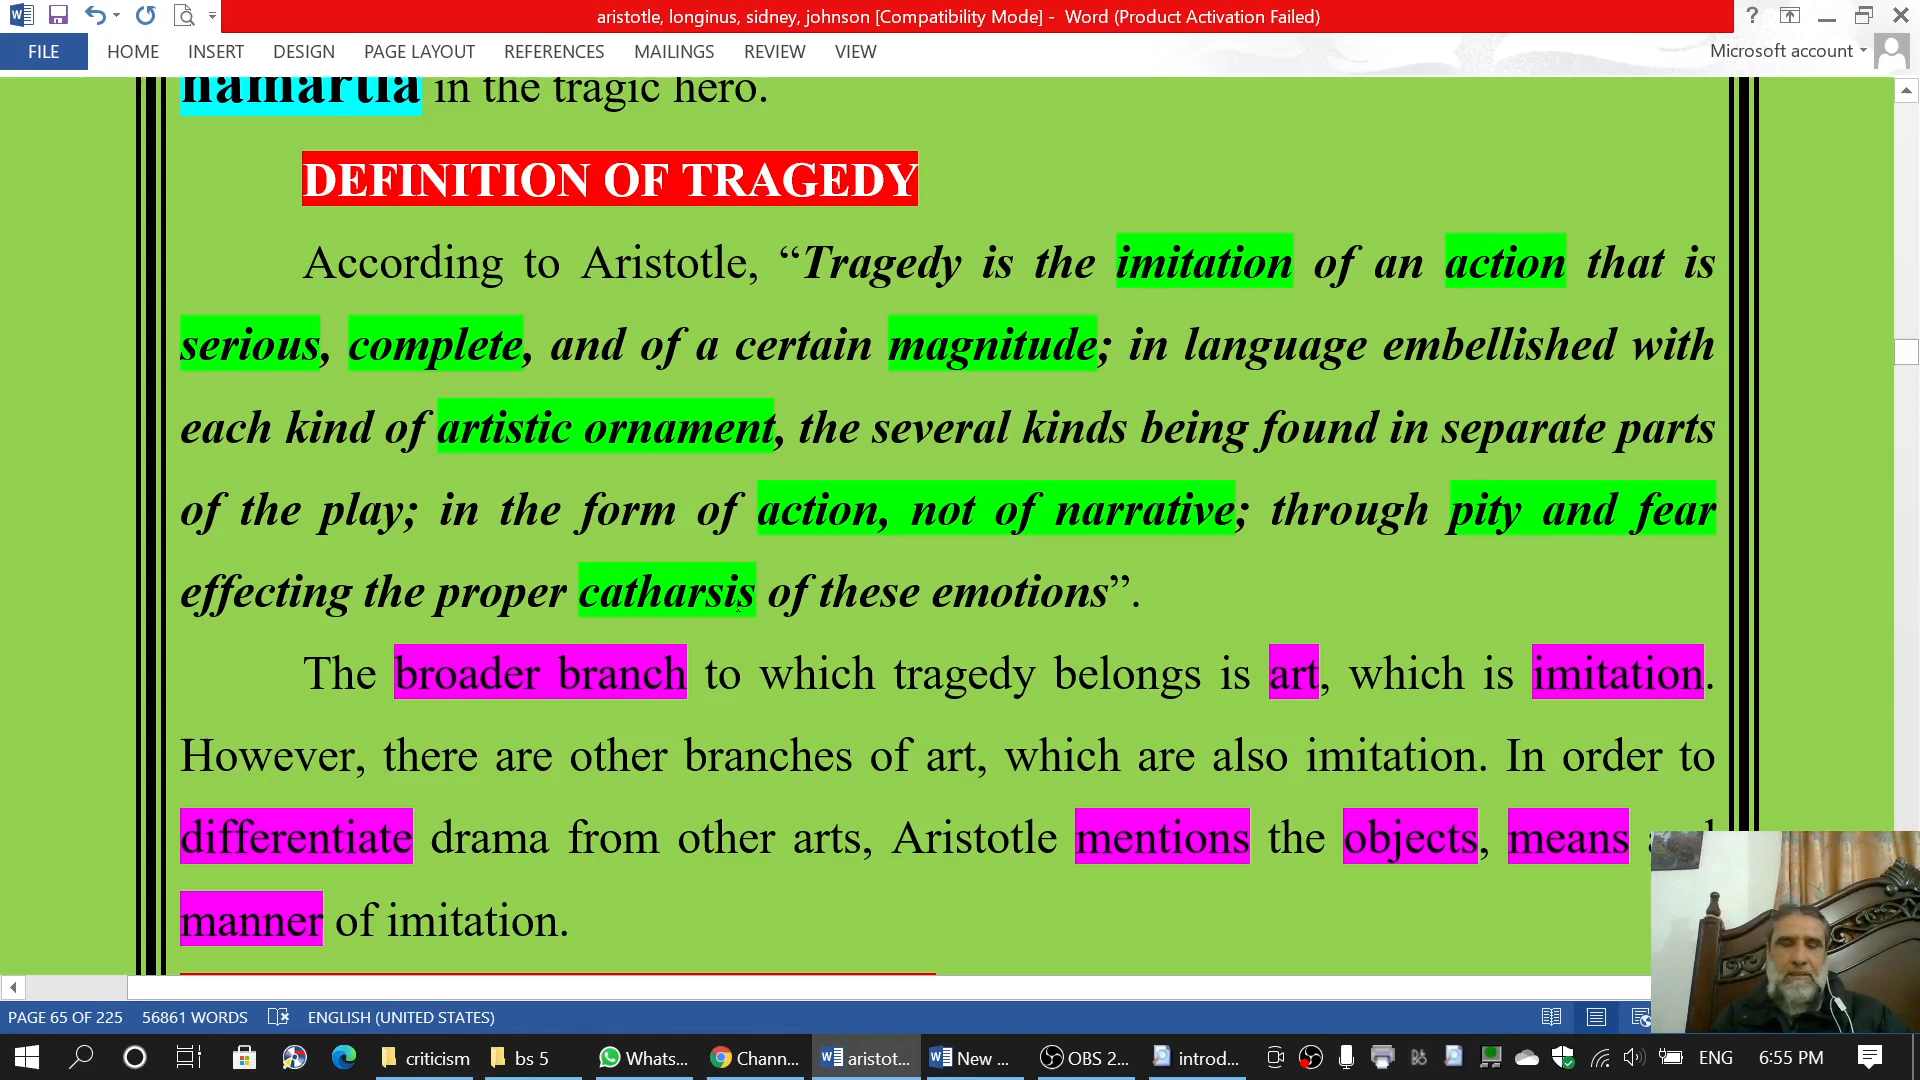 aristotle, longinus, sidney, johnson [Compatibility Mode] - Word (Product Activation Failed)
FILE HOME INSERT DESIGN PAGE LAYOUT REFERENCES MAILINGS REVIEW VIEW Microsoft account
hamartia in the tragic hero.
DEFINITION OF TRAGEDY
According to Aristotle, “Tragedy is the imitation of an action that is
serious, complete, and of a certain magnitude; in language embellished with
each kind of artistic ornament, the several kinds being found in separate parts
of the play; in the form of action, not of narrative; through pity and fear
effecting the proper catharsis of these emotions”.
The broader branch to which tragedy belongs is art, which is imitation.
However, there are other branches of art, which are also imitation. In order to
differentiate drama from other arts, Aristotle mentions the objects, means
manner of imitation.
PAGE 65 OF 225 56861 WORDS ENGLISH (UNITED STATES)
criticism bs 5 Whats... Chann... aristot... New ... OBS 2... introd... ENG 6:55 PM